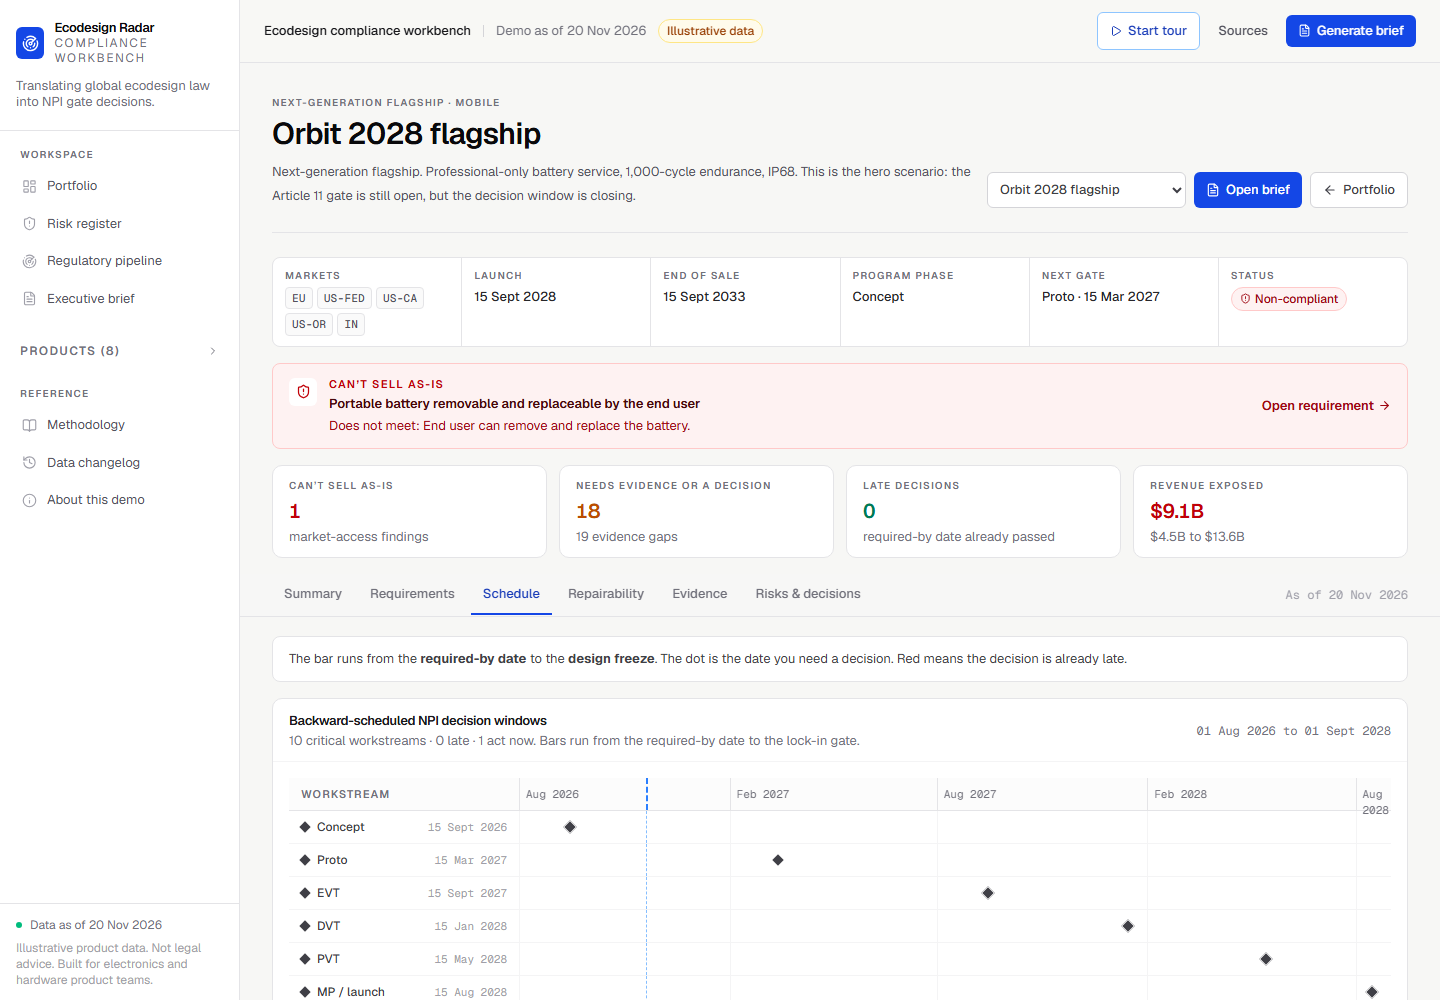 Ecodesign Radar
COMPLIANCE
WORKBENCH
Translating global ecodesign law
into NPI gate decisions.
WORKSPACE
Portfolio
Risk register
Regulatory pipeline
Executive brief
PRODUCTS (8)
REFERENCE
Methodology
Data changelog
About this demo
Data as of 20 Nov 2026
Illustrative product data. Not legal
advice. Built for electronics and
hardware product teams.
Ecodesign compliance workbench
Demo as of 20 Nov 2026
Illustrative data
Start tour
Sources
Generate brief
NEXT-GENERATION FLAGSHIP · MOBILE
Orbit 2028 flagship
Next-generation flagship. Professional-only battery service, 1,000-cycle endurance, IP68. This is the hero scenario: the
Article 11 gate is still open, but the decision window is closing.
Orbit 2028 flagship
Open brief
Portfolio
MARKETS
EU US-FED US-CA
US-OR IN
LAUNCH
15 Sept 2028
END OF SALE
15 Sept 2033
PROGRAM PHASE
Concept
NEXT GATE
Proto · 15 Mar 2027
STATUS
Non-compliant
CAN'T SELL AS-IS
Portable battery removable and replaceable by the end user
Does not meet: End user can remove and replace the battery.
Open requirement →
CAN'T SELL AS-IS
1
market-access findings
NEEDS EVIDENCE OR A DECISION
18
19 evidence gaps
LATE DECISIONS
0
required-by date already passed
REVENUE EXPOSED
$9.1B
$4.5B to $13.6B
Summary Requirements Schedule Repairability Evidence Risks & decisions
As of 20 Nov 2026
The bar runs from the required-by date to the design freeze. The dot is the date you need a decision. Red means the decision is already late.
Backward-scheduled NPI decision windows
10 critical workstreams · 0 late · 1 act now. Bars run from the required-by date to the lock-in gate.
01 Aug 2026 to 01 Sept 2028
WORKSTREAM
Aug 2026
Feb 2027
Aug 2027
Feb 2028
Aug
2028
Concept 15 Sept 2026
Proto 15 Mar 2027
EVT 15 Sept 2027
DVT 15 Jan 2028
PVT 15 May 2028
MP / launch 15 Aug 2028